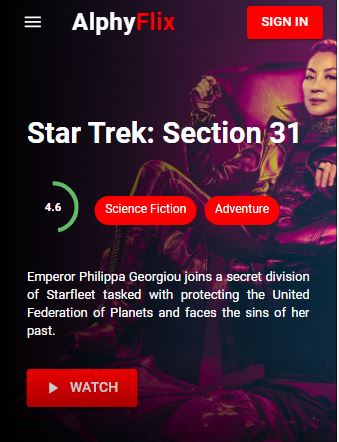 AlphyFlix
SIGN IN
Star Trek: Section 31
4.6
Science Fiction
Adventure
Emperor Philippa Georgiou joins a secret division
of Starfleet tasked with protecting the United
Federation of Planets and faces the sins of her
past.
WATCH